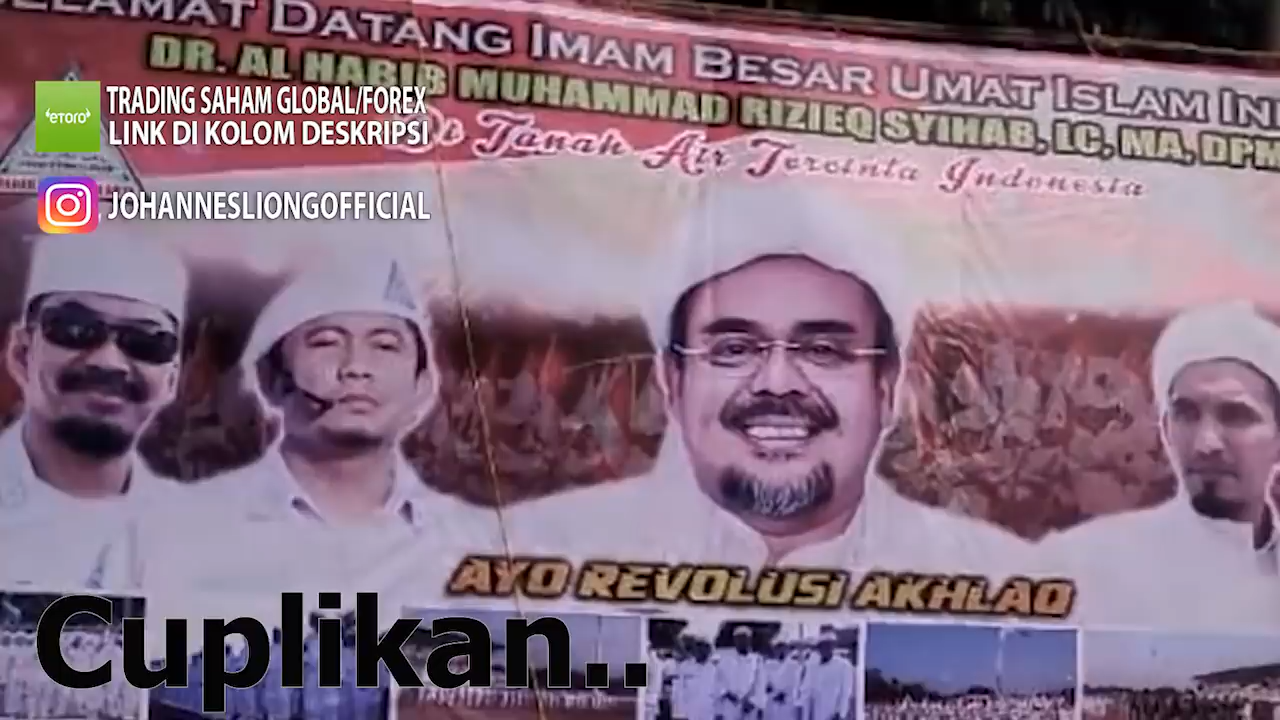 SELAMAT DATANG IMAM BESAR UMAT ISLAM IN
DR. AL HABIB MUHAMMAD RIZIEQ SYIHAB, LC, MA, DPM
Di Tanah Air Tercinta Indonesia
eToro
TRADING SAHAM GLOBAL/FOREX
LINK DI KOLOM DESKRIPSI
JOHANNESLIONGOFFICIAL
AYO REVOLUSI AKHLAQ
Cuplikan..